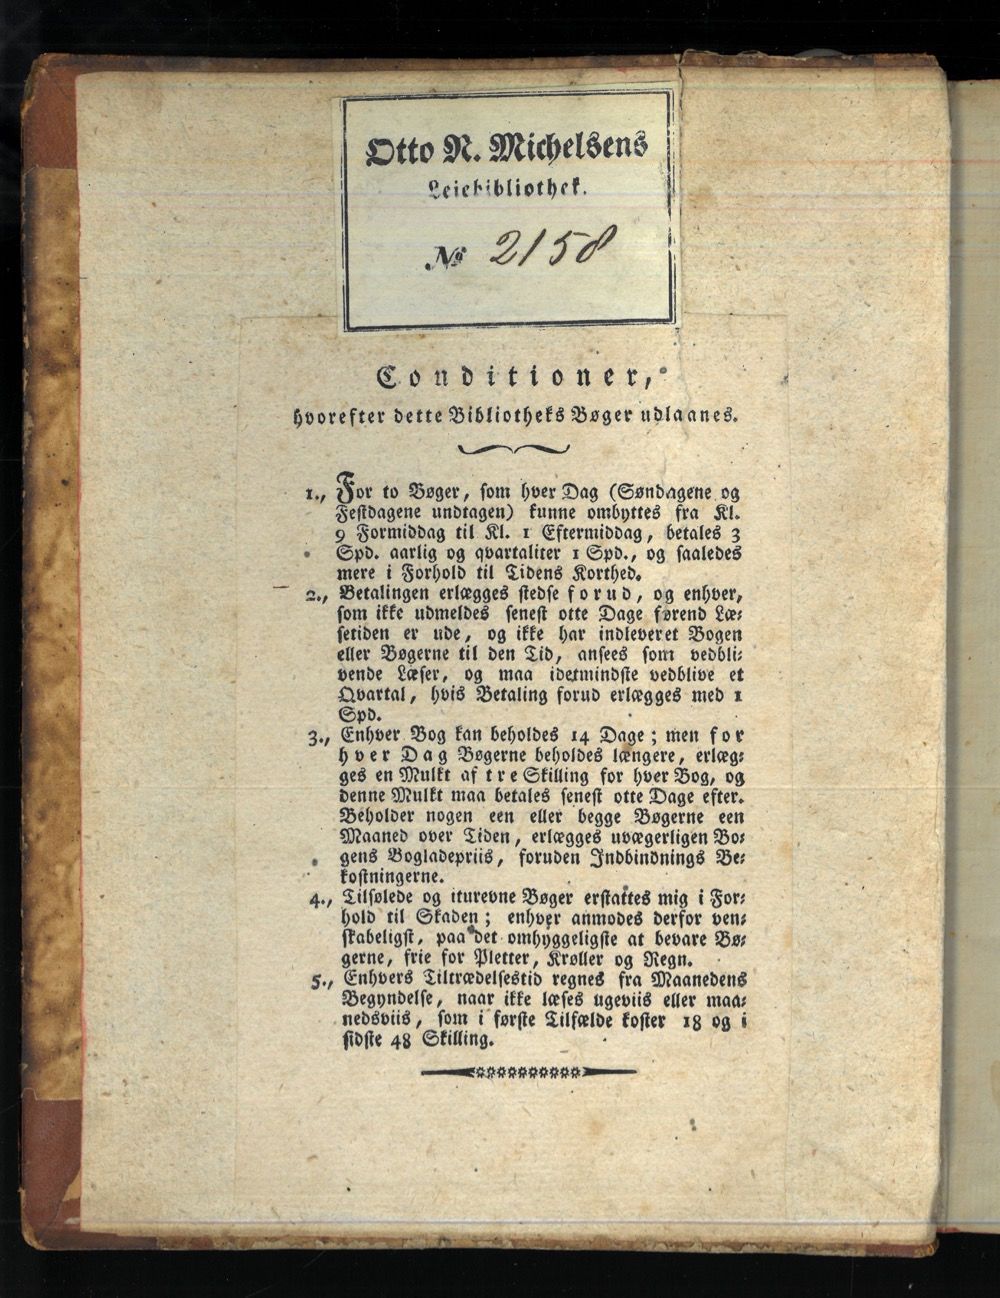 Otto N. Michelsens
Leiebibliothek.
№ 2158
Conditioner,
hvorefter dette Bibliotheks Bøger udlaanes.
1., For to Bøger, som hver Dag (Søndagene og
Festdagene undtagen) kunne ombyttes fra Kl.
9 Formiddag til Kl. 1 Eftermiddag, betales 3
Spd. aarlig og qvartaliter 1 Spd., og saaledes
mere i Forhold til Tidens Korthed.
2., Betalingen erlægges stedse forud, og enhver,
som ikke udmeldes senest otte Dage førend Læ-
setiden er ude, og ikke har indleveret Bogen
eller Bøgerne til den Tid, ansees som vedbli-
vende Læser, og maa idetmindste vedblive et
Qvartal, hvis Betaling forud erlægges med 1
Spd.
3., Enhver Bog kan beholdes 14 Dage; men for
hver Dag Bøgerne beholdes længere, erlæg-
ges en Mulkt af tre Skilling for hver Bog, og
denne Mulkt maa betales senest otte Dage efter.
Beholder nogen een eller begge Bøgerne een
Maaned over Tiden, erlægges uvægerligen Bo-
gens Bogladepriis, foruden Indbindnings Be-
kostningerne.
4., Tilsølede og iturevne Bøger erstattes mig i For-
hold til Skaden; enhver anmodes derfor ven-
skabeligst, paa det omhyggeligste at bevare Bø-
gerne, frie for Pletter, Krøller og Regn.
5., Enhvers Tiltrædelsestid regnes fra Maanedens
Begyndelse, naar ikke læses ugeviis eller maa-
nedsviis, som i første Tilfælde koster 18 og i
sidste 48 Skilling.